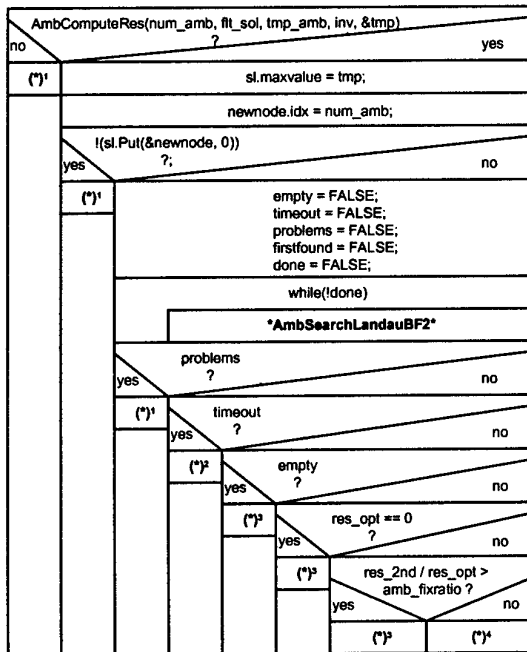 AmbComputeRes(num_amb, flt_sol, tmp_amb, inv, &tmp)
?
no
yes
(*)¹
sl.maxvalue = tmp;
newnode.idx = num_amb;
!(sl.Put(&newnode, 0))
?;
yes
no
(*)¹
empty = FALSE;
timeout = FALSE;
problems = FALSE;
firstfound = FALSE;
done = FALSE;
while(!done)
*AmbSearchLandauBF2*
problems
?
yes
no
(*)¹
timeout
?
yes
no
(*)²
empty
?
yes
no
(*)³
res_opt == 0
?
yes
no
(*)³
res_2nd / res_opt >
amb_fixratio ?
yes
no
(*)³
(*)⁴